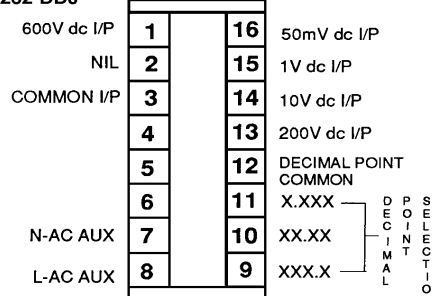 600V dc I/P 1 16 50mV dc I/P
NIL 2 15 1V dc I/P
COMMON I/P 3 14 10V dc I/P
4 13 200V dc I/P
5 12 DECIMAL POINT
COMMON
6 11 X.XXX
N-AC AUX 7 10 XX.XX
L-AC AUX 8 9 XXX.X
DECIMAL
POINT
SELECTIO